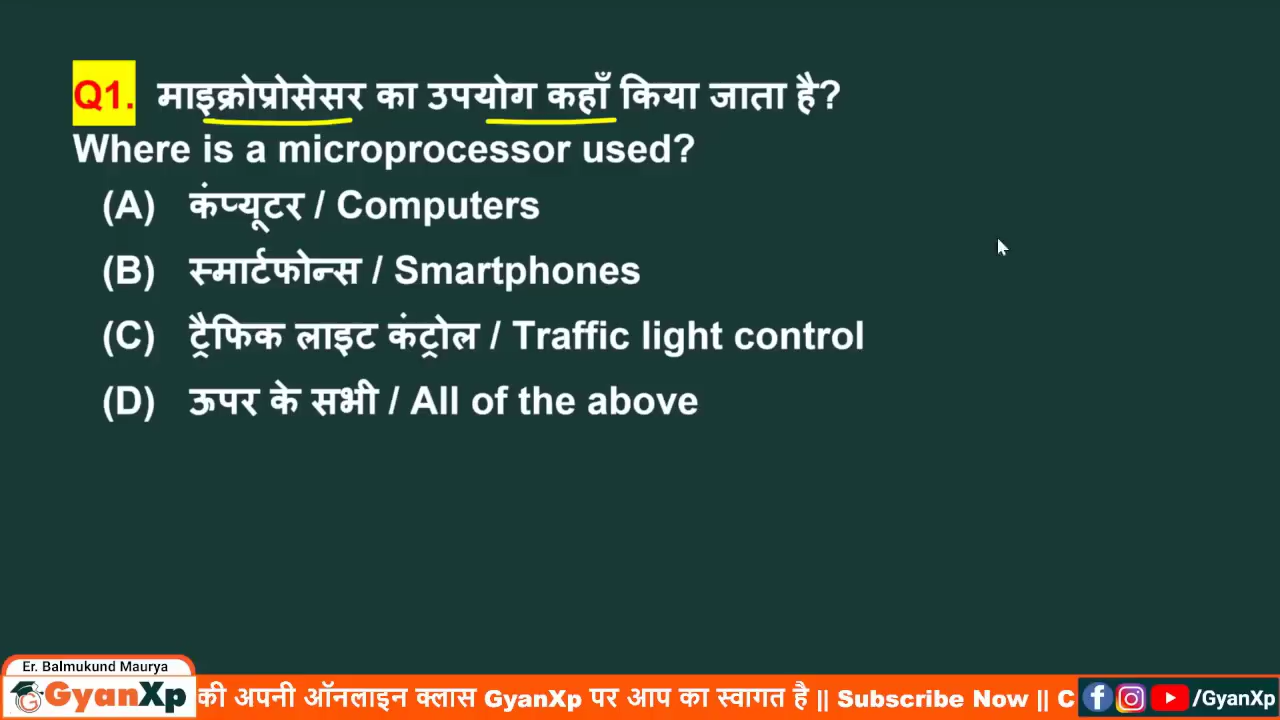 Q1. माइक्रोप्रोसेसर का उपयोग कहाँ किया जाता है?
Where is a microprocessor used?
(A) कंप्यूटर / Computers
(B) स्मार्टफोन्स / Smartphones
(C) ट्रैफिक लाइट कंट्रोल / Traffic light control
(D) ऊपर के सभी / All of the above
Er. Balmukund Maurya
GyanXp की अपनी ऑनलाइन क्लास GyanXp पर आप का स्वागत है || Subscribe Now || C /GyanXp